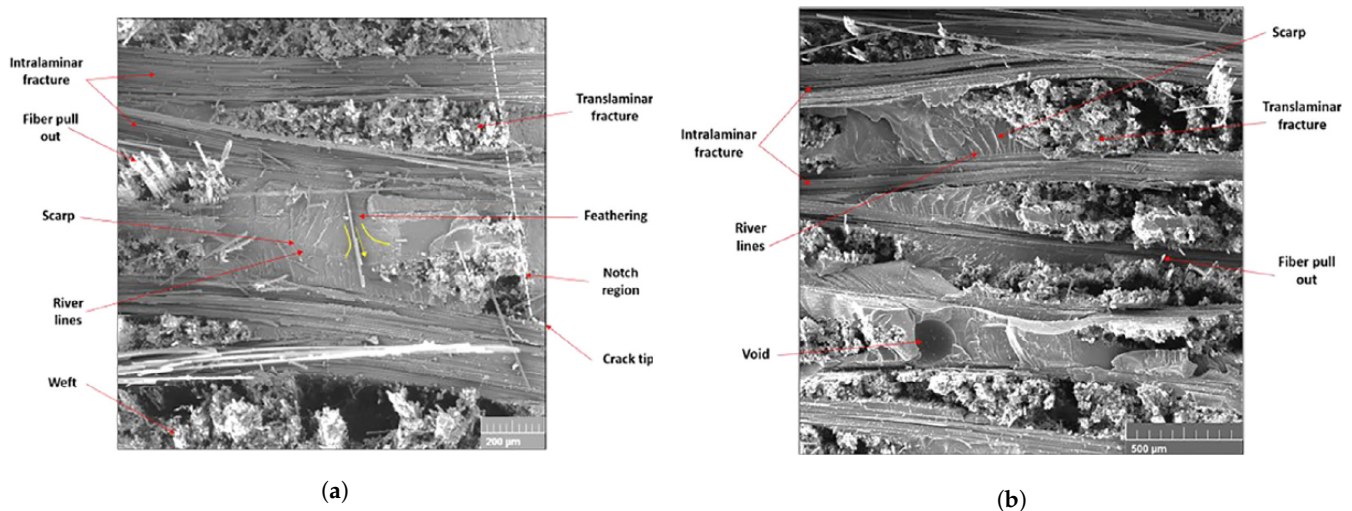 Intralaminar
fracture
Fiber pull
out
Scarp
River
lines
Weft
Translaminar
fracture
Feathering
Notch
region
Crack tip
200 µm
(a)
Intralaminar
fracture
River
lines
Void
Scarp
Translaminar
fracture
Fiber pull
out
500 µm
(b)